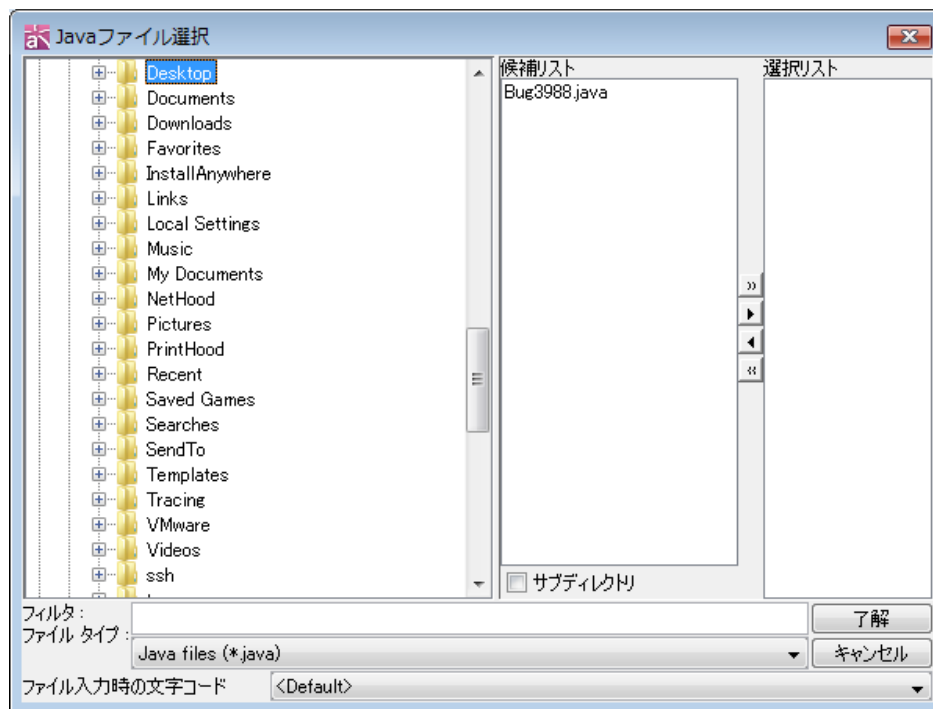 Javaファイル選択
Desktop
Documents
Downloads
Favorites
InstallAnywhere
Links
Local Settings
Music
My Documents
NetHood
Pictures
PrintHood
Recent
Saved Games
Searches
SendTo
Templates
Tracing
VMware
Videos
ssh
候補リスト
Bug3988.java
サブディレクトリ
選択リスト
フィルタ :
了解
ファイル タイプ :
Java files (*.java)
キャンセル
ファイル入力時の文字コード
<Default>